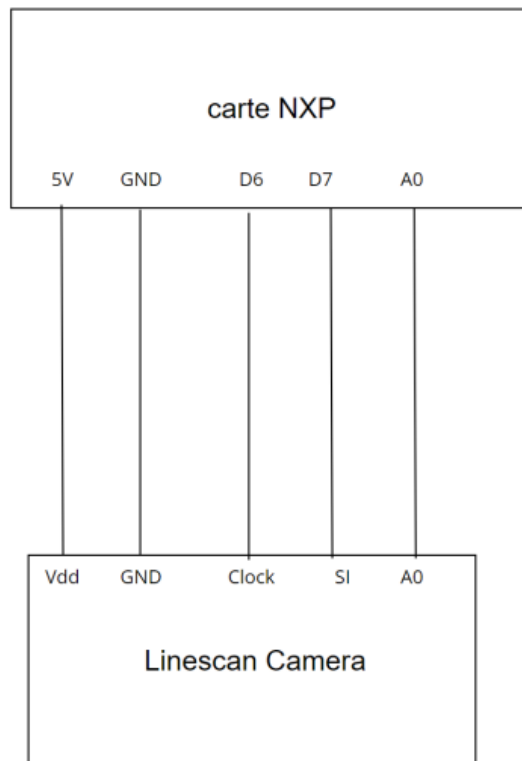 carte NXP
5V GND D6 D7 A0
Vdd GND Clock SI A0
Linescan Camera